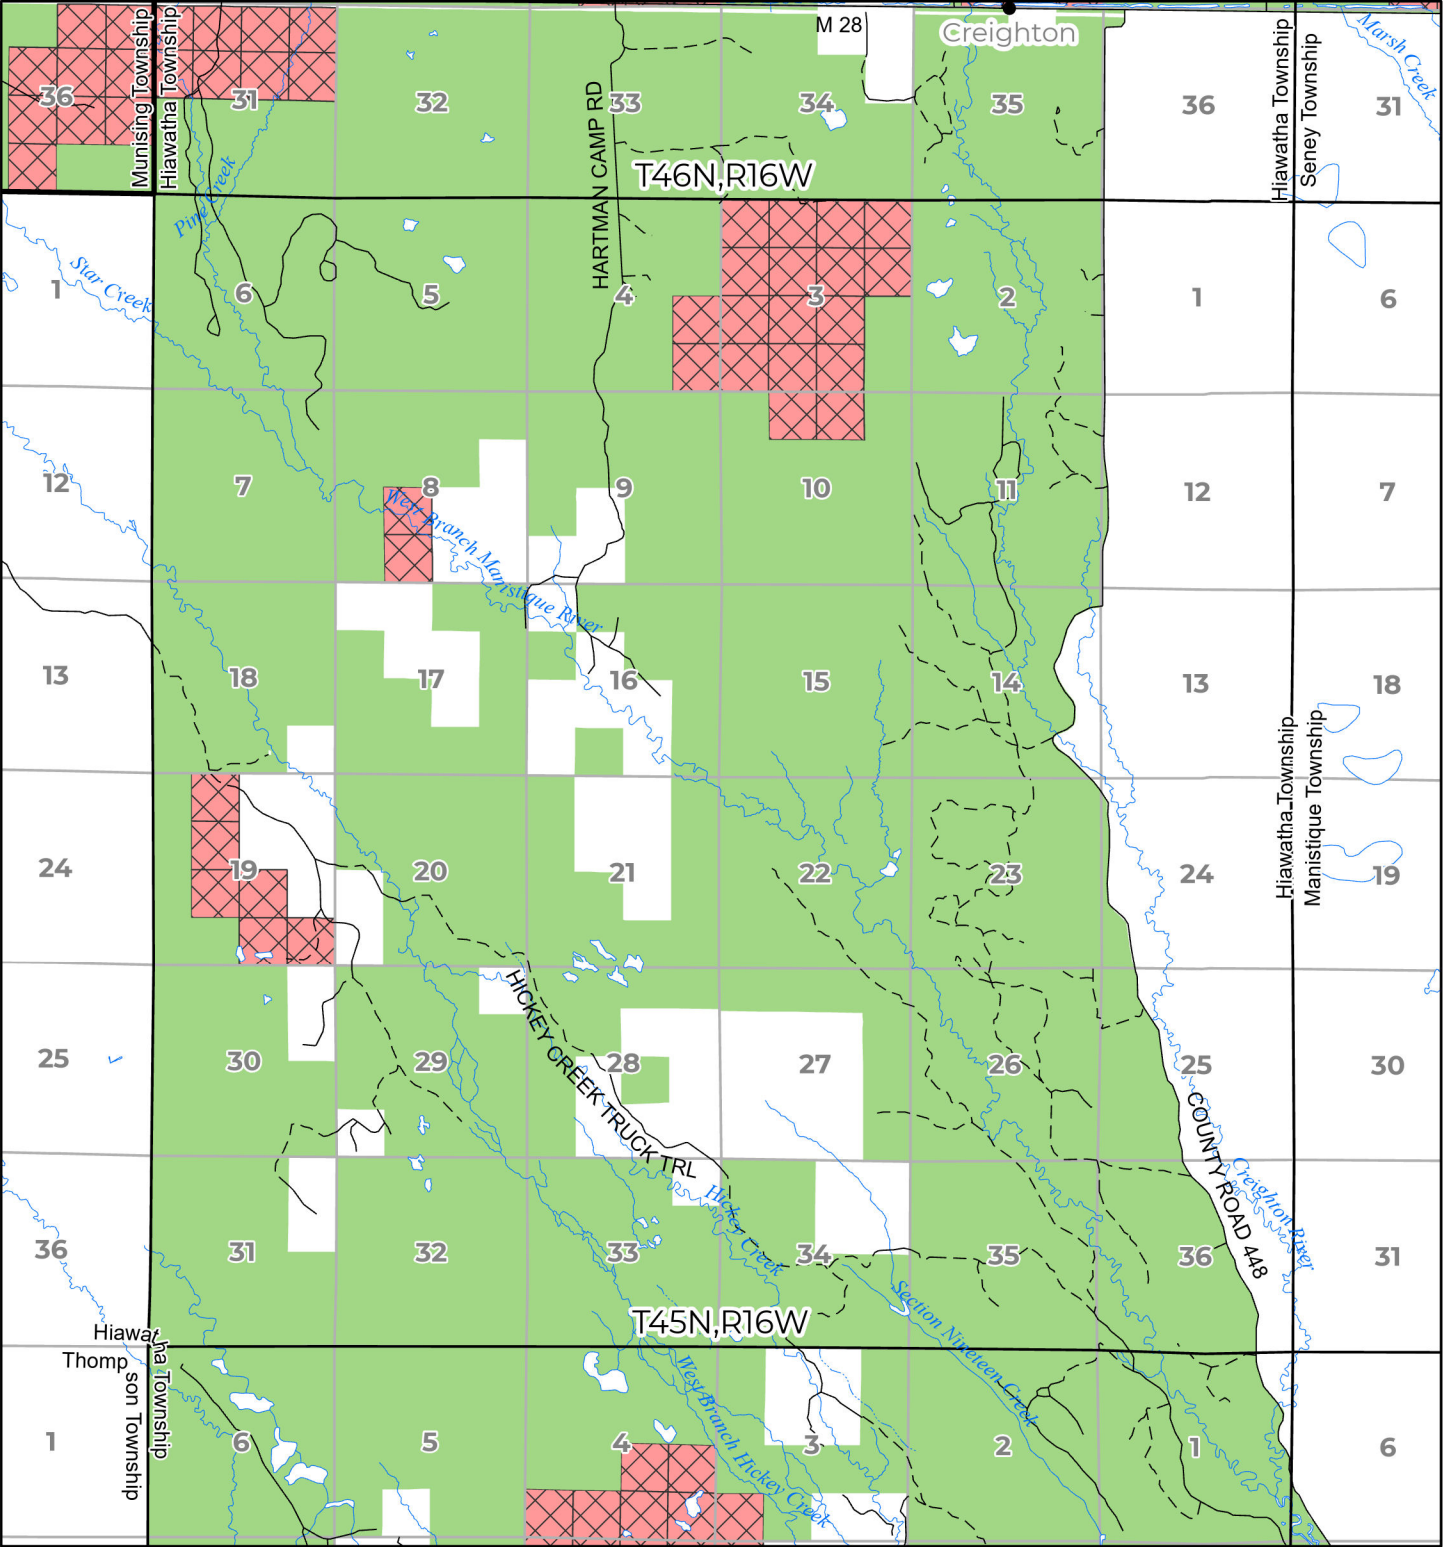 M 28
Creighton
Marsh Creek
Munising Township
Hiawatha Township
Hiawatha Township
Seney Township
36
31
32
33
34
35
36
31
HARTMAN CAMP RD
T46N,R16W
Pine Creek
Star Creek
1
6
5
4
3
2
1
6
12
7
8
9
10
11
12
7
West Branch Manistique River
13
18
17
16
15
14
13
18
Hiawatha Township
Manistique Township
24
19
20
21
22
23
24
19
HICKEY CREEK TRUCK TRL
25
30
29
28
27
26
25
30
COUNTY ROAD 448
Creighton River
Hickey Creek
36
31
32
33
34
35
36
31
Section Nineteen Creek
T45N,R16W
Hiawatha Township
Thompson Township
West Branch Hickey Creek
1
6
5
4
3
2
1
6